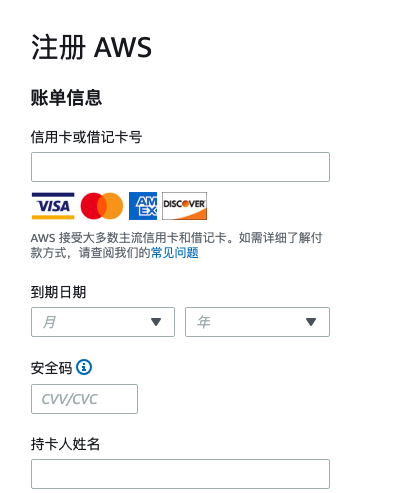 注册 AWS
账单信息
信用卡或借记卡号
VISA AM EX DISCOVER
AWS 接受大多数主流信用卡和借记卡。如需详细了解付
款方式，请查阅我们的常见问题
到期日期
月 年
安全码
CVV/CVC
持卡人姓名